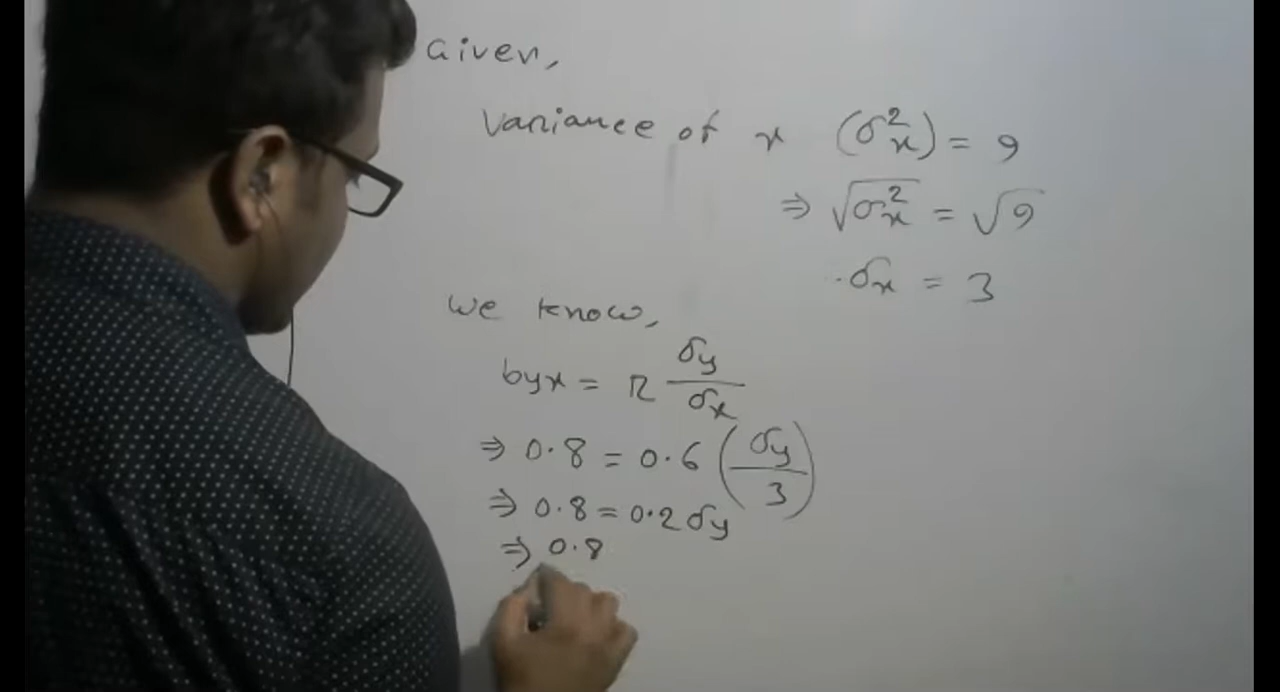 Given,
Variance of x (σ²ₓ) = 9
⇒ √σ²ₓ = √9
σₓ = 3
We know,
byx = r σy/σx
⇒ 0.8 = 0.6 (σy/3)
⇒ 0.8 = 0.2 σy
⇒ 0.8